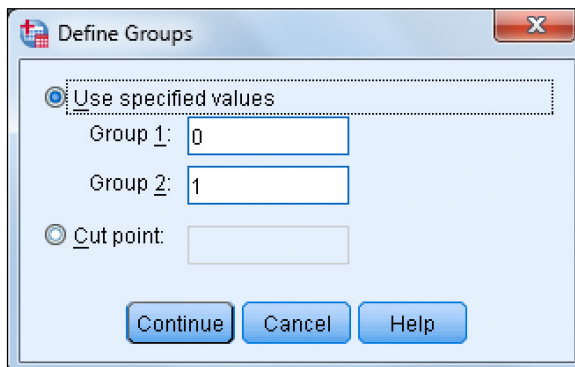 Define Groups
Use specified values
Group 1: 0
Group 2: 1
Cut point:
Continue Cancel Help